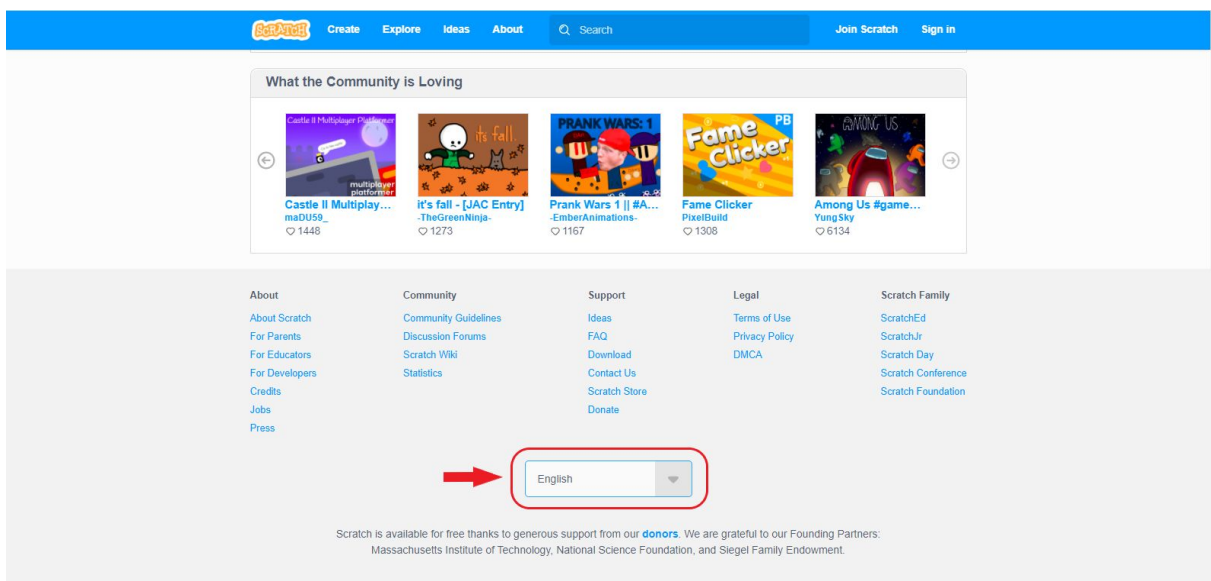 SCRATCH Create Explore Ideas About Search Join Scratch Sign in
What the Community is Loving
Castle II Multiplayer Platformer
multiplayer
platformer
Castle II Multiplay...
maDU59_
1448
its fall.
it's fall - [JAC Entry]
-TheGreenNinja-
1273
PRANK WARS: 1
Prank Wars 1 || #A...
-EmberAnimations-
1167
PB
Fame
Clicker
Fame Clicker
PixelBuild
1308
AMONG US
Among Us #game...
YungSky
6134
About
About Scratch
For Parents
For Educators
For Developers
Credits
Jobs
Press
Community
Community Guidelines
Discussion Forums
Scratch Wiki
Statistics
Support
Ideas
FAQ
Download
Contact Us
Scratch Store
Donate
Legal
Terms of Use
Privacy Policy
DMCA
Scratch Family
ScratchEd
ScratchJr
Scratch Day
Scratch Conference
Scratch Foundation
English
Scratch is available for free thanks to generous support from our donors. We are grateful to our Founding Partners:
Massachusetts Institute of Technology, National Science Foundation, and Siegel Family Endowment.